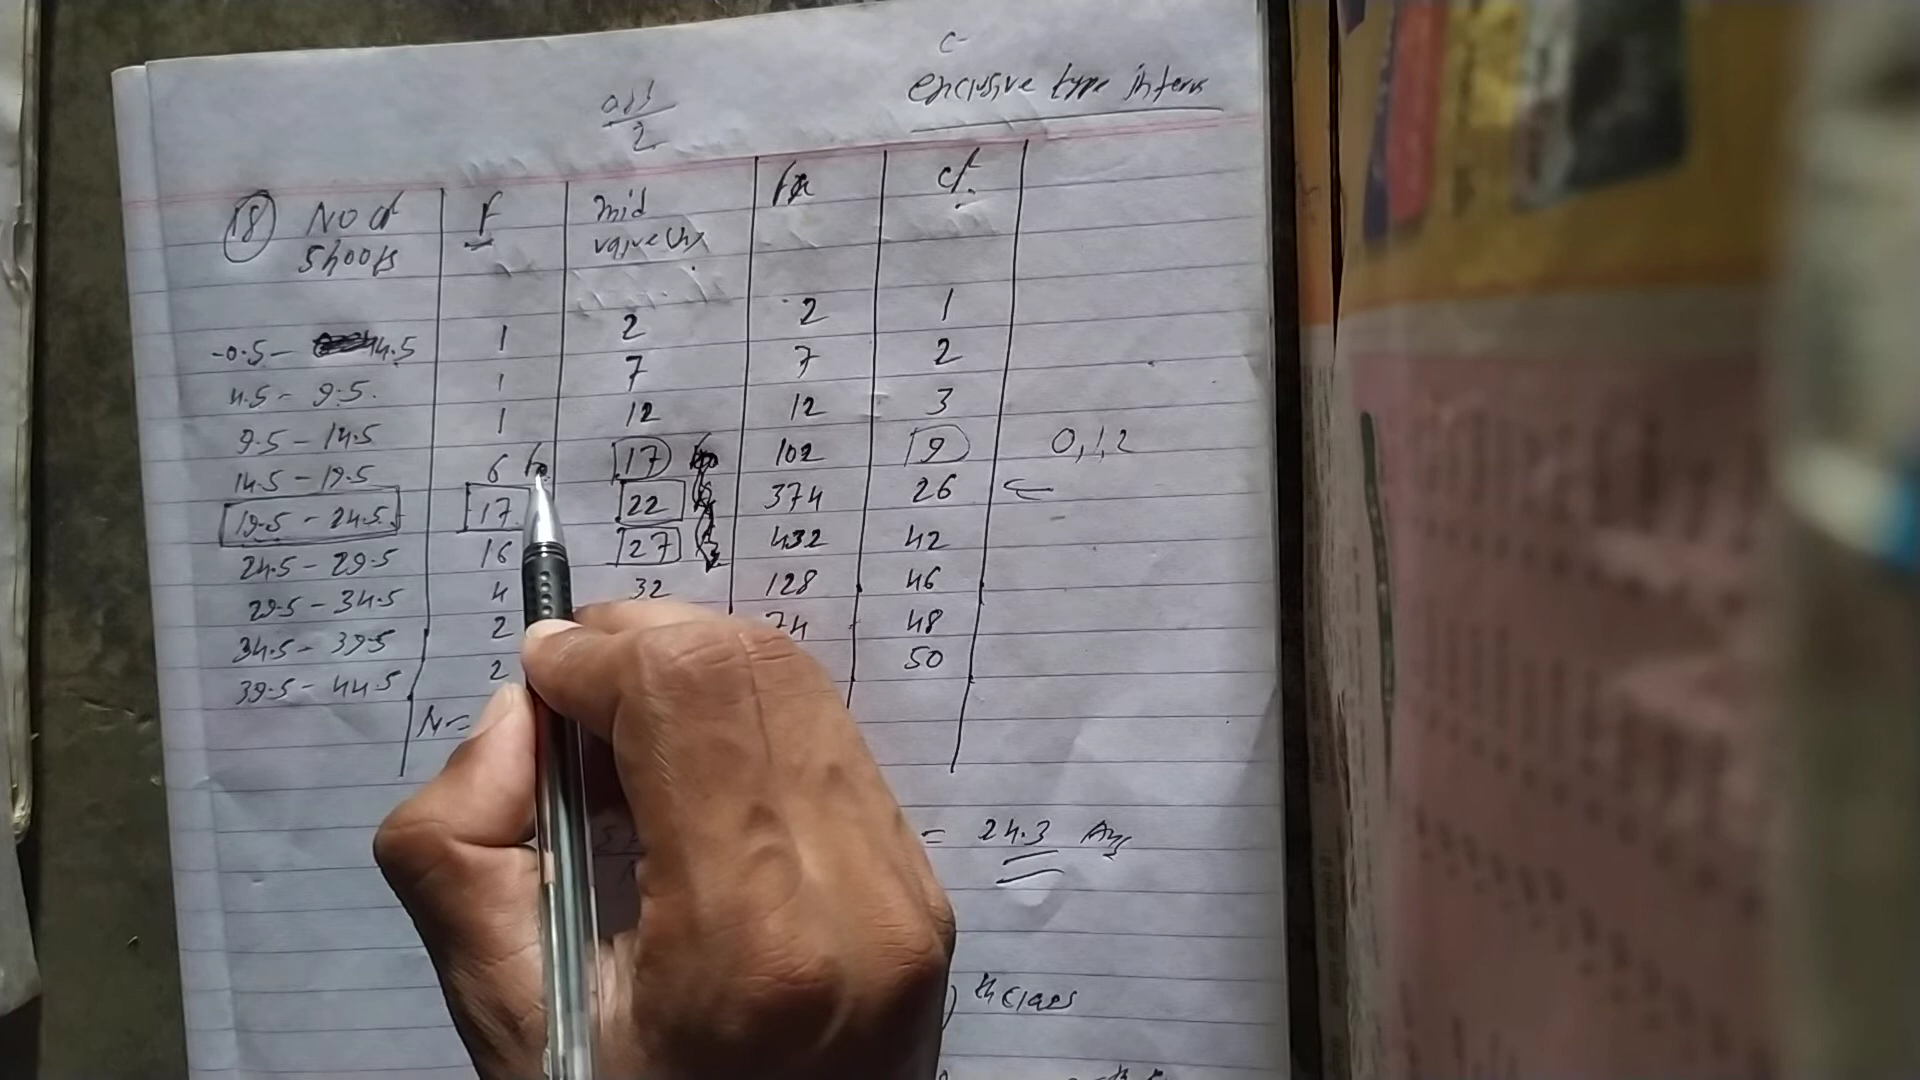 c-
exclusive type interv
2
18 No of shoots F mid value (x) fx cf.
-0.5 - 4.5 1 2 2 1
4.5 - 9.5. 1 7 7 2
9.5 - 14.5 1 12 12 3
14.5 - 19.5 6 fo 17 102 9 0,1,2
19.5 - 24.5 17 22 374 26
24.5 - 29.5 16 27 432 42
29.5 - 34.5 4 32 128 46
34.5 - 39.5 2 74 48
39.5 - 44.5 2 50
N=
= 24.3 Ans
) th class